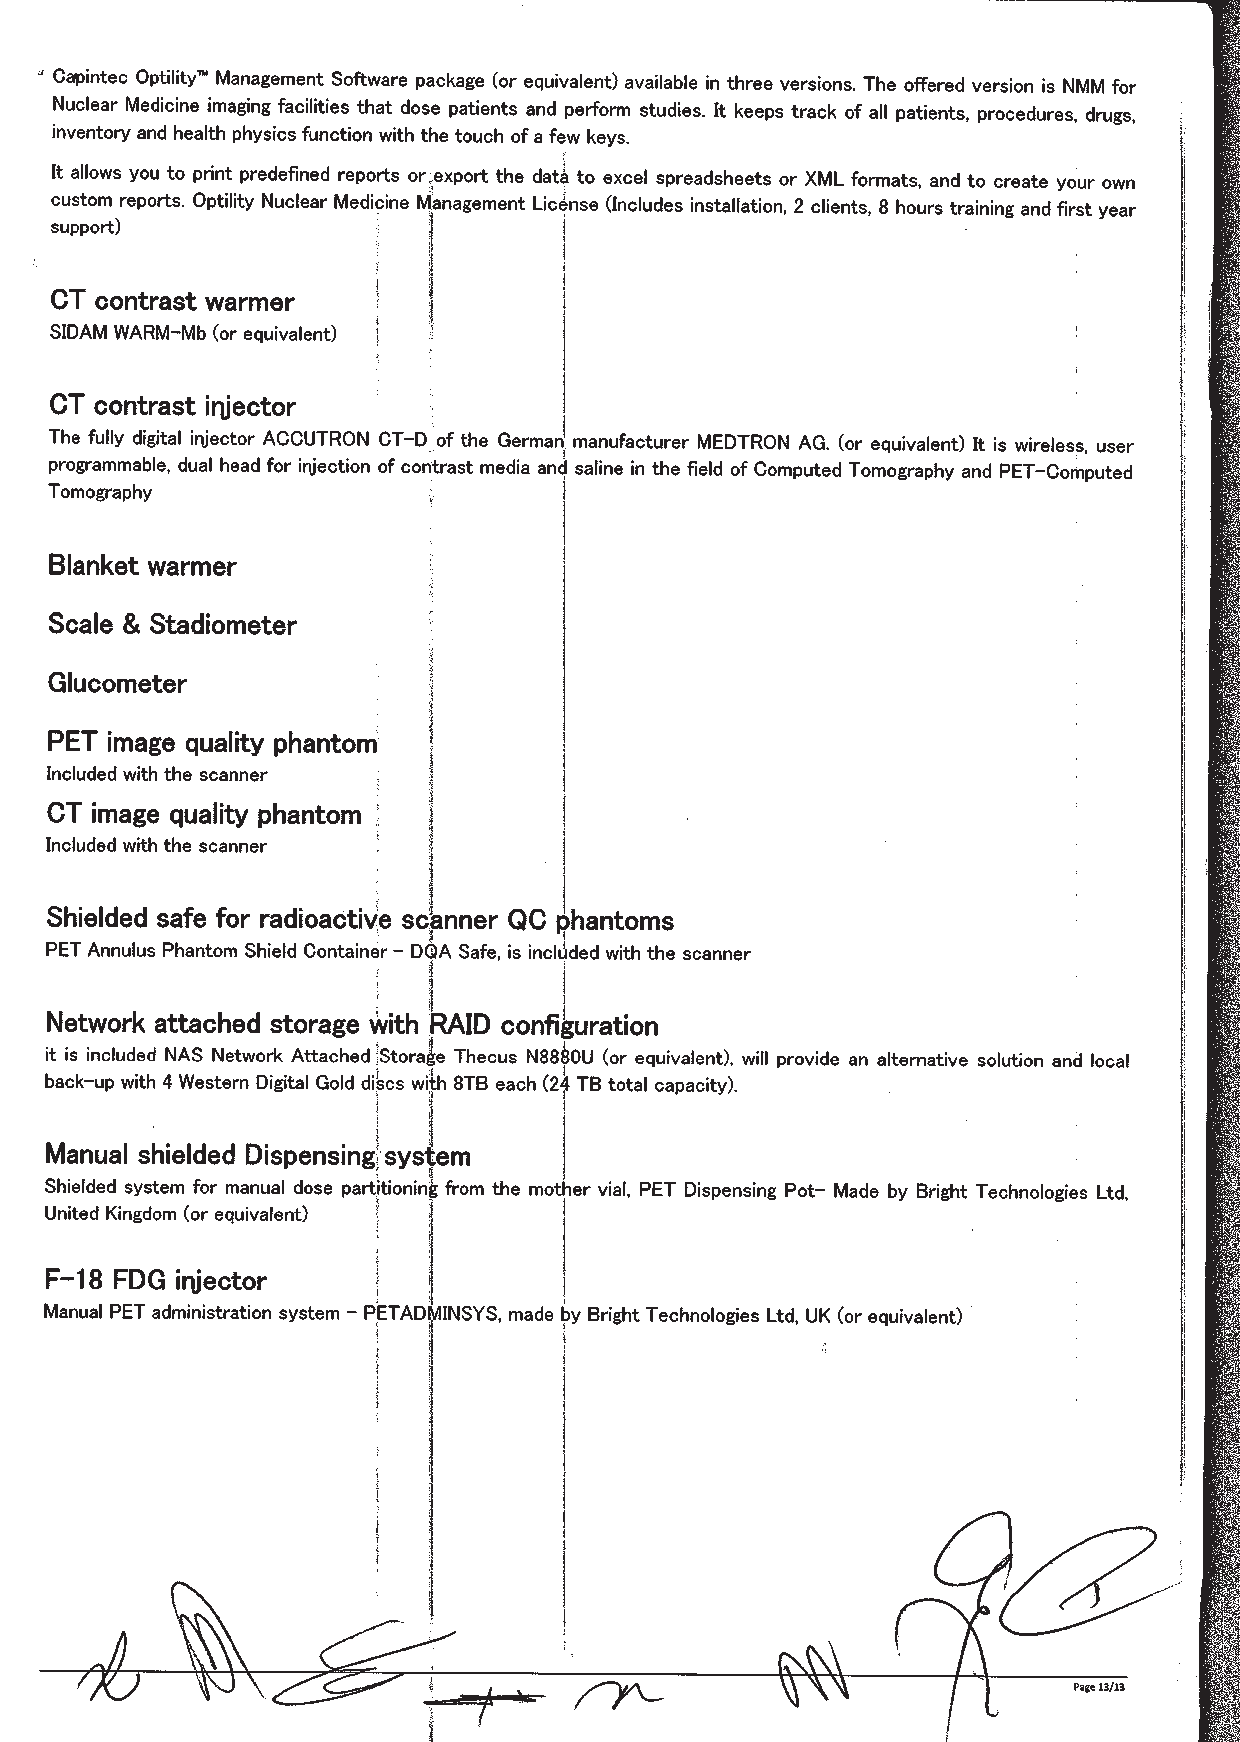 Capintec Optility™ Management Software package (or equivalent) available in three versions. The offered version is NMM for
Nuclear Medicine imaging facilities that dose patients and perform studies. It keeps track of all patients, procedures, drugs,
inventory and health physics function with the touch of a few keys.
It allows you to print predefined reports or export the data to excel spreadsheets or XML formats, and to create your own
custom reports. Optility Nuclear Medicine Management License (Includes installation, 2 clients, 8 hours training and first year
support)
CT contrast warmer
SIDAM WARM-Mb (or equivalent)
CT contrast injector
The fully digital injector ACCUTRON CT-D of the German manufacturer MEDTRON AG. (or equivalent) It is wireless, user
programmable, dual head for injection of contrast media and saline in the field of Computed Tomography and PET-Computed
Tomography
Blanket warmer
Scale & Stadiometer
Glucometer
PET image quality phantom
Included with the scanner
CT image quality phantom
Included with the scanner
Shielded safe for radioactive scanner QC phantoms
PET Annulus Phantom Shield Container - DQA Safe, is included with the scanner
Network attached storage with RAID configuration
it is included NAS Network Attached Storage Thecus N8880U (or equivalent), will provide an alternative solution and local
back-up with 4 Western Digital Gold discs with 8TB each (24 TB total capacity).
Manual shielded Dispensing system
Shielded system for manual dose partitioning from the mother vial, PET Dispensing Pot- Made by Bright Technologies Ltd,
United Kingdom (or equivalent)
F-18 FDG injector
Manual PET administration system - PETADMINSYS, made by Bright Technologies Ltd, UK (or equivalent)
Page 13/13